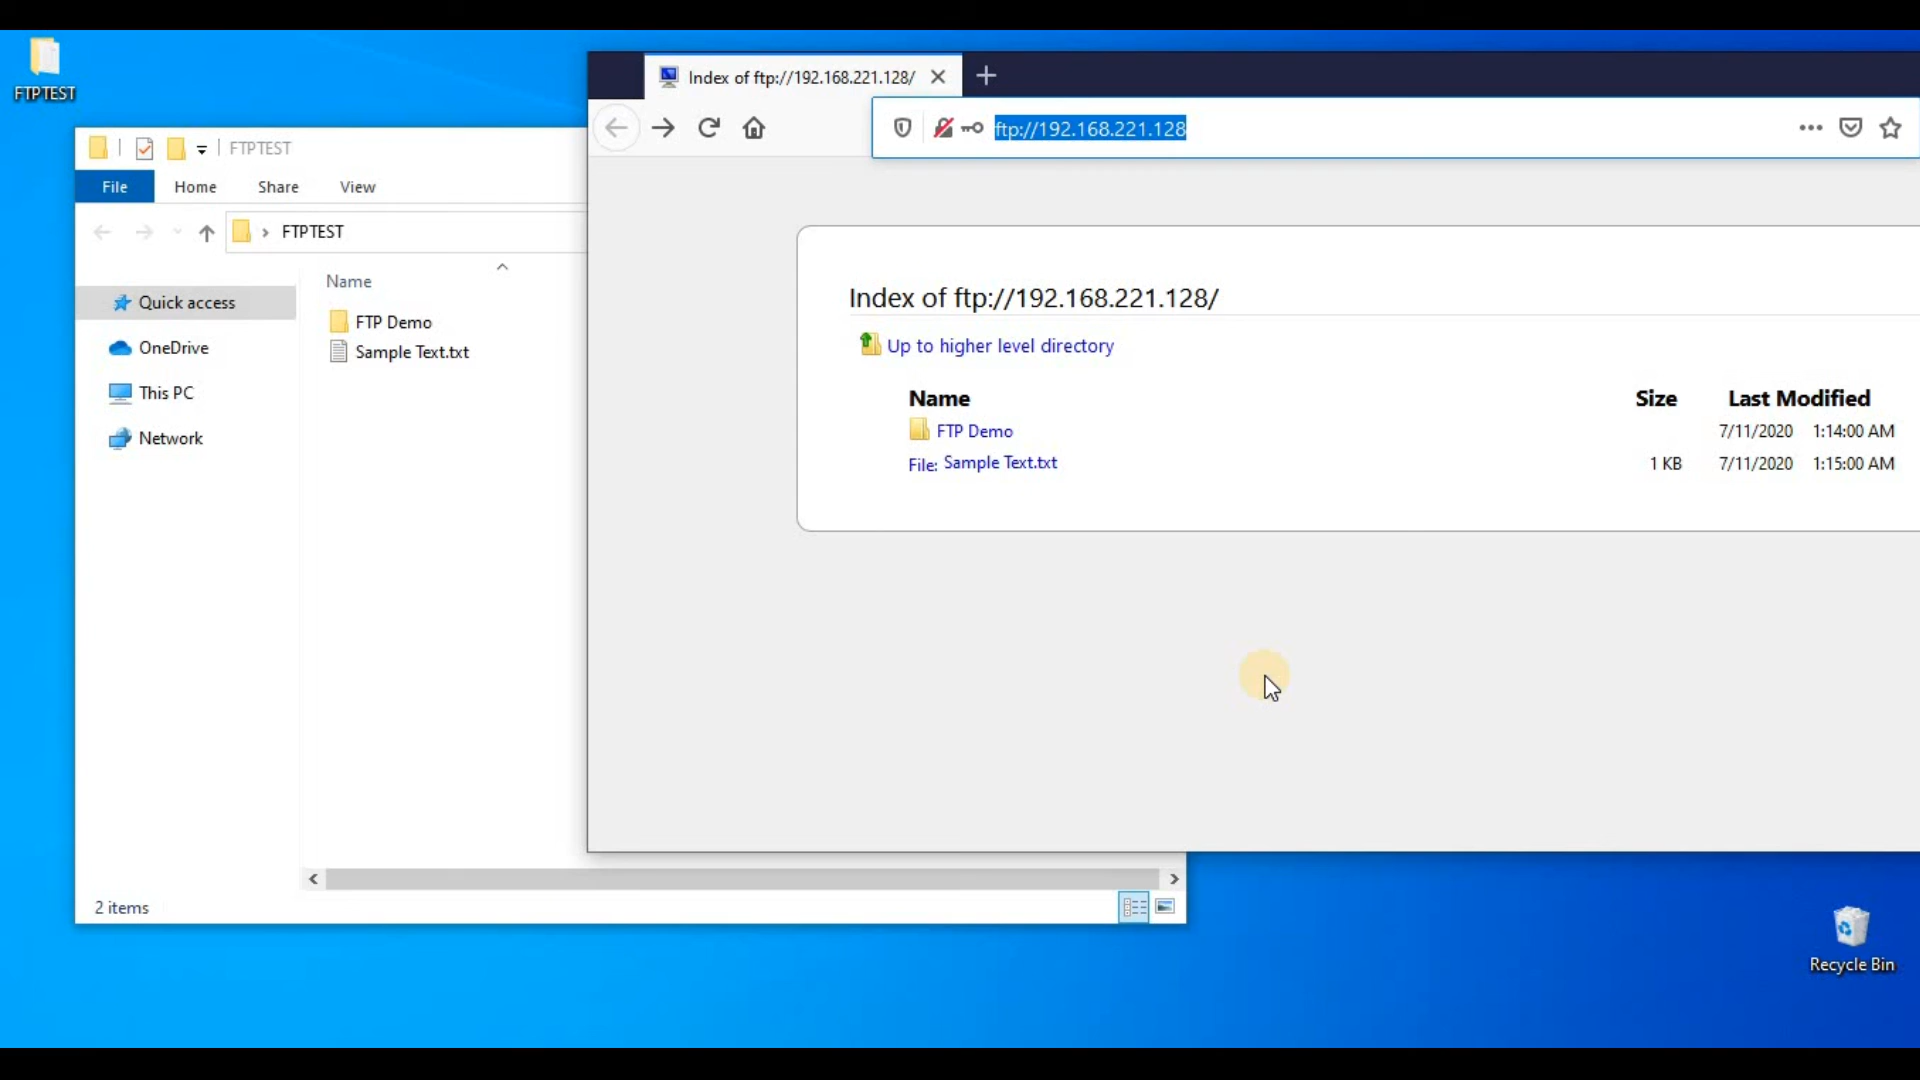 FTPTEST
FTPTEST
File Home Share View
FTPTEST
Quick access
OneDrive
This PC
Network
Name
FTP Demo
Sample Text.txt
2 items
Index of ftp://192.168.221.128/
ftp://192.168.221.128
Index of ftp://192.168.221.128/
Up to higher level directory
Name Size Last Modified
FTP Demo 7/11/2020 1:14:00 AM
File: Sample Text.txt 1 KB 7/11/2020 1:15:00 AM
Recycle Bin